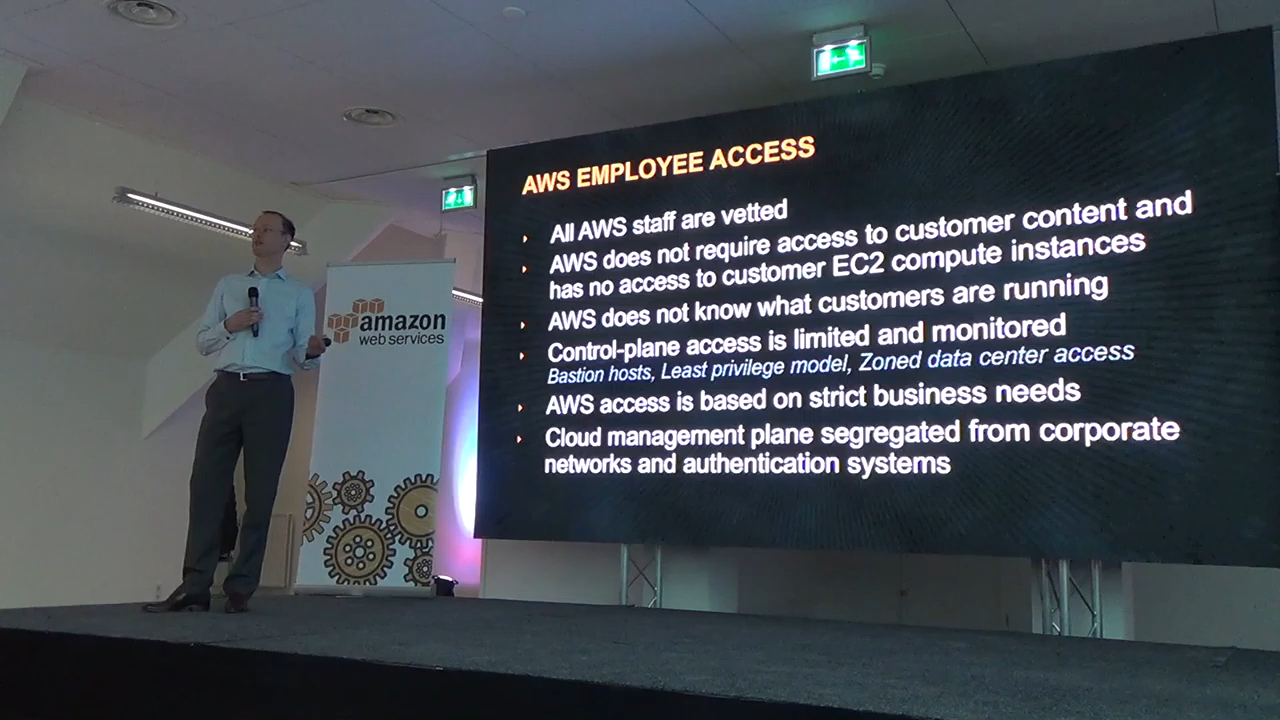 AWS EMPLOYEE ACCESS
All AWS staff are vetted
AWS does not require access to customer content and
has no access to customer EC2 compute instances
AWS does not know what customers are running
Control-plane access is limited and monitored
Bastion hosts, Least privilege model, Zoned data center access
AWS access is based on strict business needs
Cloud management plane segregated from corporate
networks and authentication systems
amazon
web services